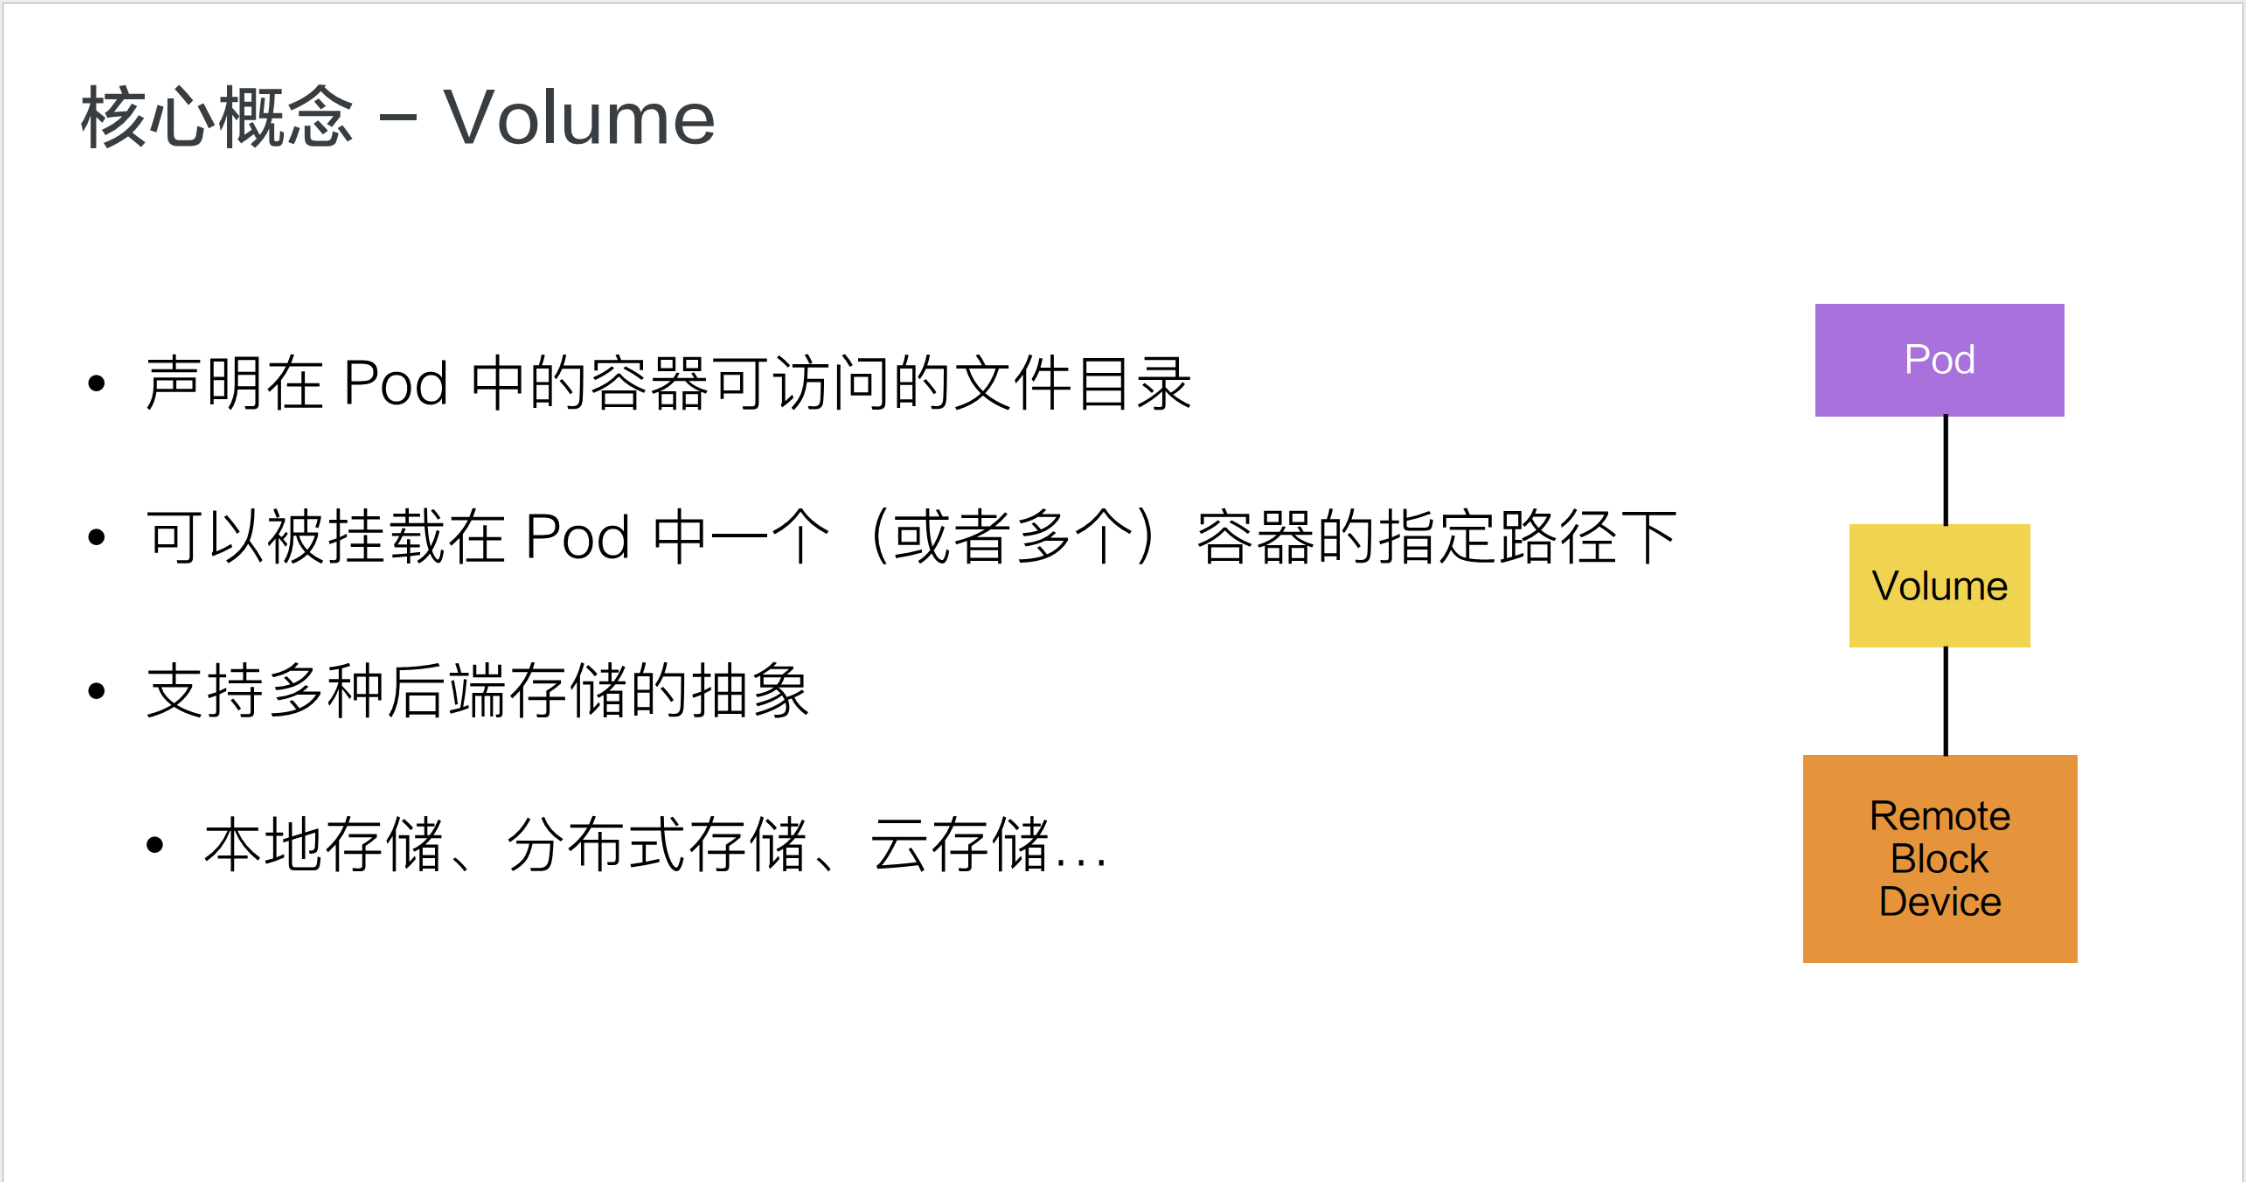 核心概念 – Volume
• 声明在 Pod 中的容器可访问的文件目录
• 可以被挂载在 Pod 中一个（或者多个）容器的指定路径下
• 支持多种后端存储的抽象
• 本地存储、分布式存储、云存储…
Pod
Volume
Remote
Block
Device